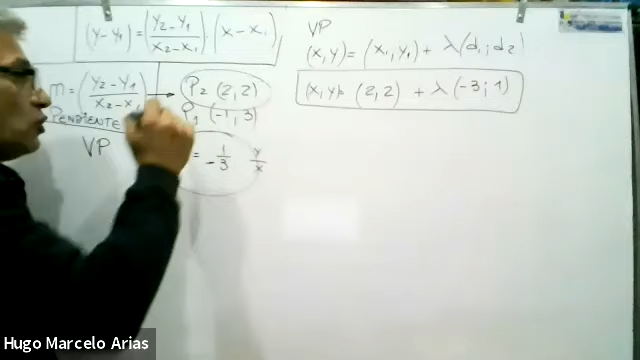 (y-y₁) = (y₂-y₁ / x₂-x₁) . (x-x₁)
m = (y₂-y₁ / x₂-x₁)
PENDIENTE
P₂ (2,2)
P₁ (-1,3)
VP
= -1/3 y/x
VP
(x,y) = (x₁,y₁) + λ(d₁;d₂)
(x,y)= (2,2) + λ(-3;1)
Hugo Marcelo Arias